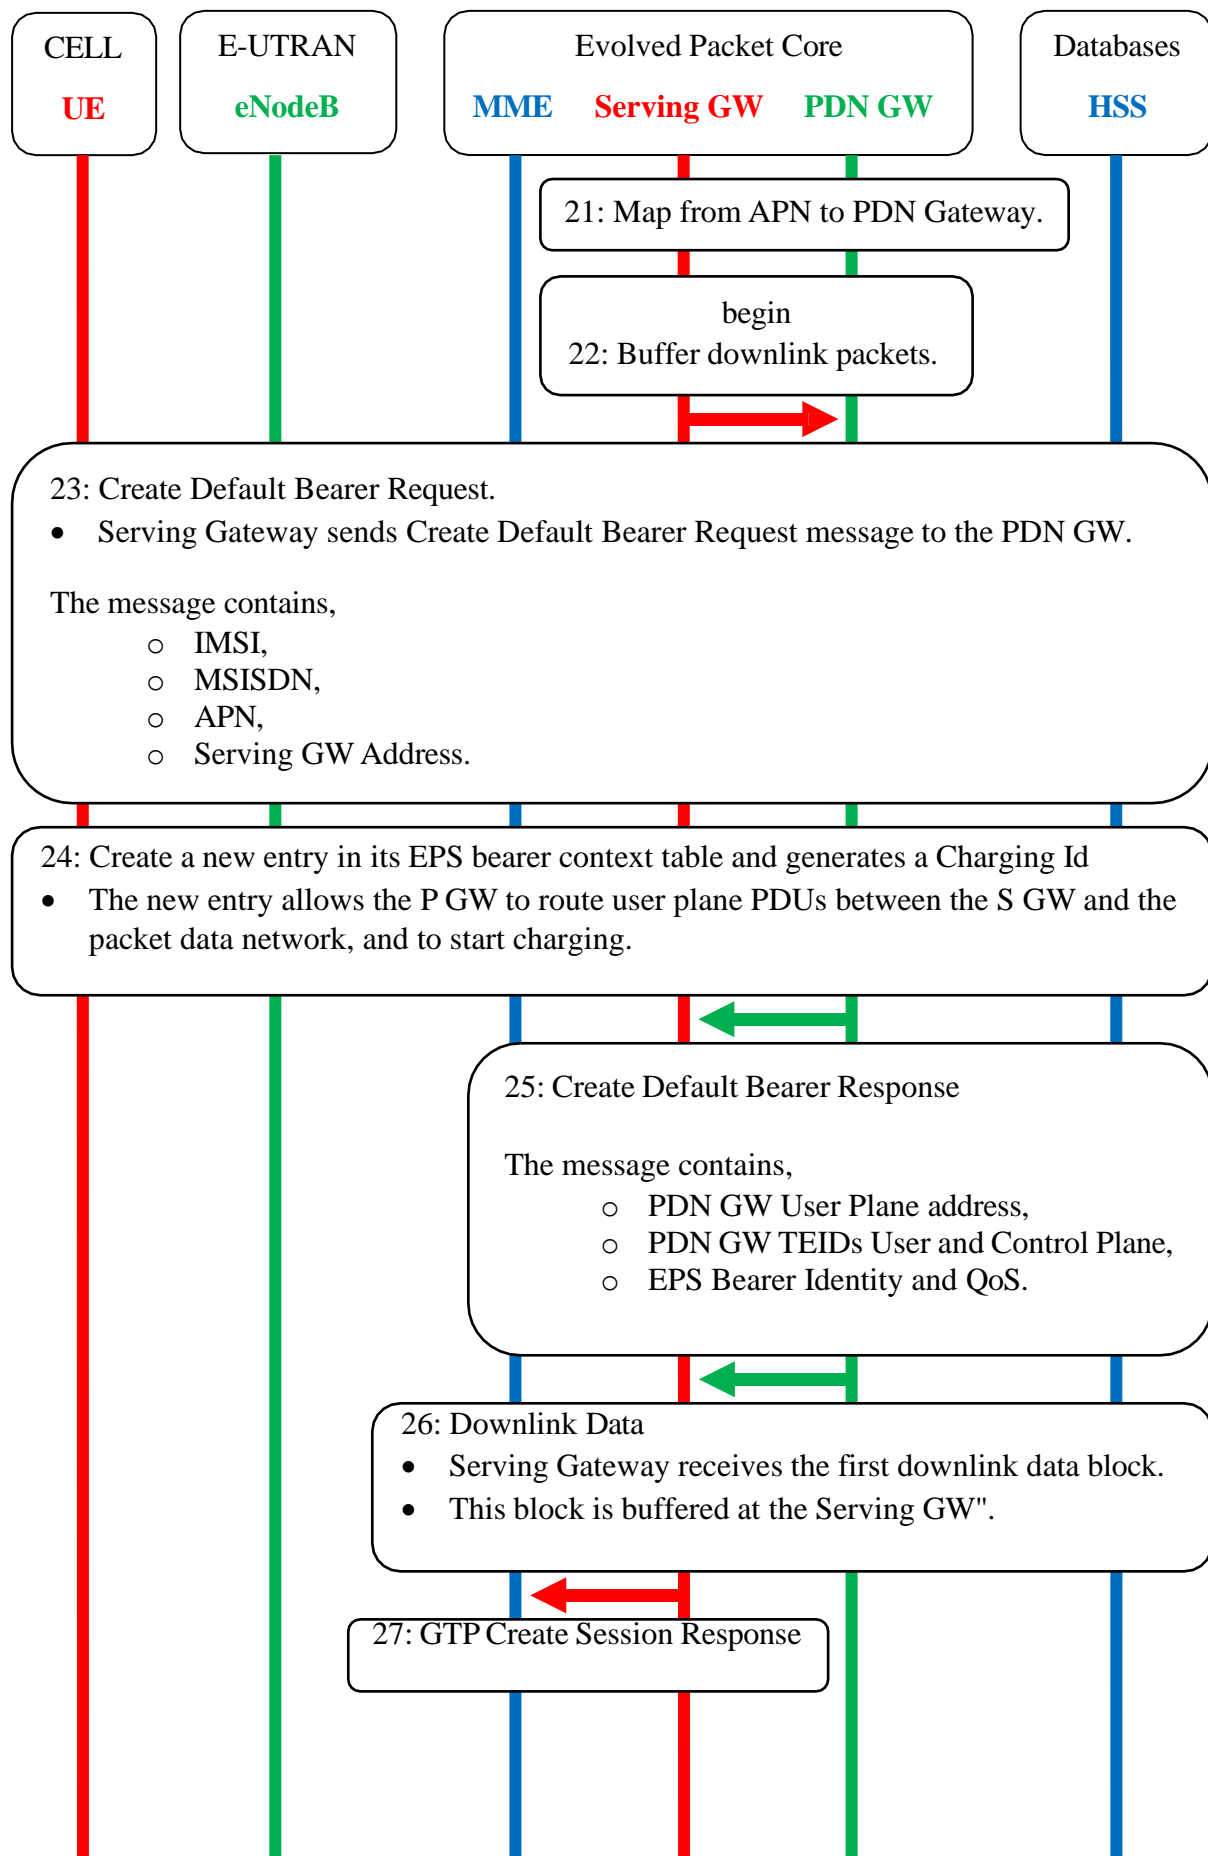 CELL
UE
E-UTRAN
eNodeB
Evolved Packet Core
MME Serving GW PDN GW
Databases
HSS
21: Map from APN to PDN Gateway.
begin
22: Buffer downlink packets.
23: Create Default Bearer Request.
• Serving Gateway sends Create Default Bearer Request message to the PDN GW.
The message contains,
o IMSI,
o MSISDN,
o APN,
o Serving GW Address.
24: Create a new entry in its EPS bearer context table and generates a Charging Id
• The new entry allows the P GW to route user plane PDUs between the S GW and the
packet data network, and to start charging.
25: Create Default Bearer Response
The message contains,
o PDN GW User Plane address,
o PDN GW TEIDs User and Control Plane,
o EPS Bearer Identity and QoS.
26: Downlink Data
• Serving Gateway receives the first downlink data block.
• This block is buffered at the Serving GW".
27: GTP Create Session Response